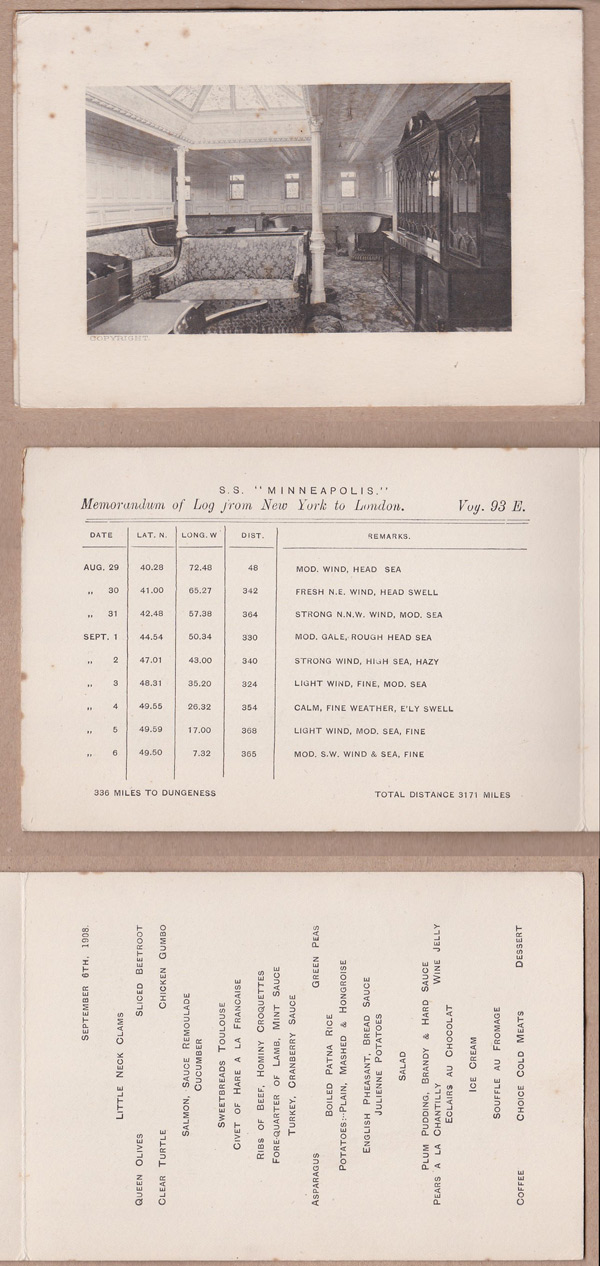 COPYRIGHT.
S.S. "MINNEAPOLIS."
Memorandum of Log from New York to London. Voy. 93 E.
DATE LAT. N. LONG. W DIST. REMARKS.
AUG. 29 40.28 72.48 48 MOD. WIND, HEAD SEA
,, 30 41.00 65.27 342 FRESH N.E. WIND, HEAD SWELL
,, 31 42.48 57.38 364 STRONG N.N.W. WIND, MOD. SEA
SEPT. 1 44.54 50.34 330 MOD. GALE, ROUGH HEAD SEA
,, 2 47.01 43.00 340 STRONG WIND, HIGH SEA, HAZY
,, 3 48.31 35.20 324 LIGHT WIND, FINE, MOD. SEA
,, 4 49.55 26.32 354 CALM, FINE WEATHER, E'LY SWELL
,, 5 49.59 17.00 368 LIGHT WIND, MOD. SEA, FINE
,, 6 49.50 7.32 365 MOD. S.W. WIND & SEA, FINE
336 MILES TO DUNGENESS TOTAL DISTANCE 3171 MILES
SEPTEMBER 6TH, 1908.
LITTLE NECK CLAMS
QUEEN OLIVES SLICED BEETROOT
CLEAR TURTLE CHICKEN GUMBO
SALMON, SAUCE REMOULADE
CUCUMBER
SWEETBREADS TOULOUSE
CIVET OF HARE A LA FRANCAISE
RIBS OF BEEF, HOMINY CROQUETTES
FORE-QUARTER OF LAMB, MINT SAUCE
TURKEY, CRANBERRY SAUCE
ASPARAGUS GREEN PEAS
BOILED PATNA RICE
POTATOES:-PLAIN, MASHED & HONGROISE
ENGLISH PHEASANT, BREAD SAUCE
JULIENNE POTATOES
SALAD
PLUM PUDDING, BRANDY & HARD SAUCE
PEARS A LA CHANTILLY WINE JELLY
ECLAIRS AU CHOCOLAT
ICE CREAM
SOUFFLE AU FROMAGE
COFFEE CHOICE COLD MEATS DESSERT